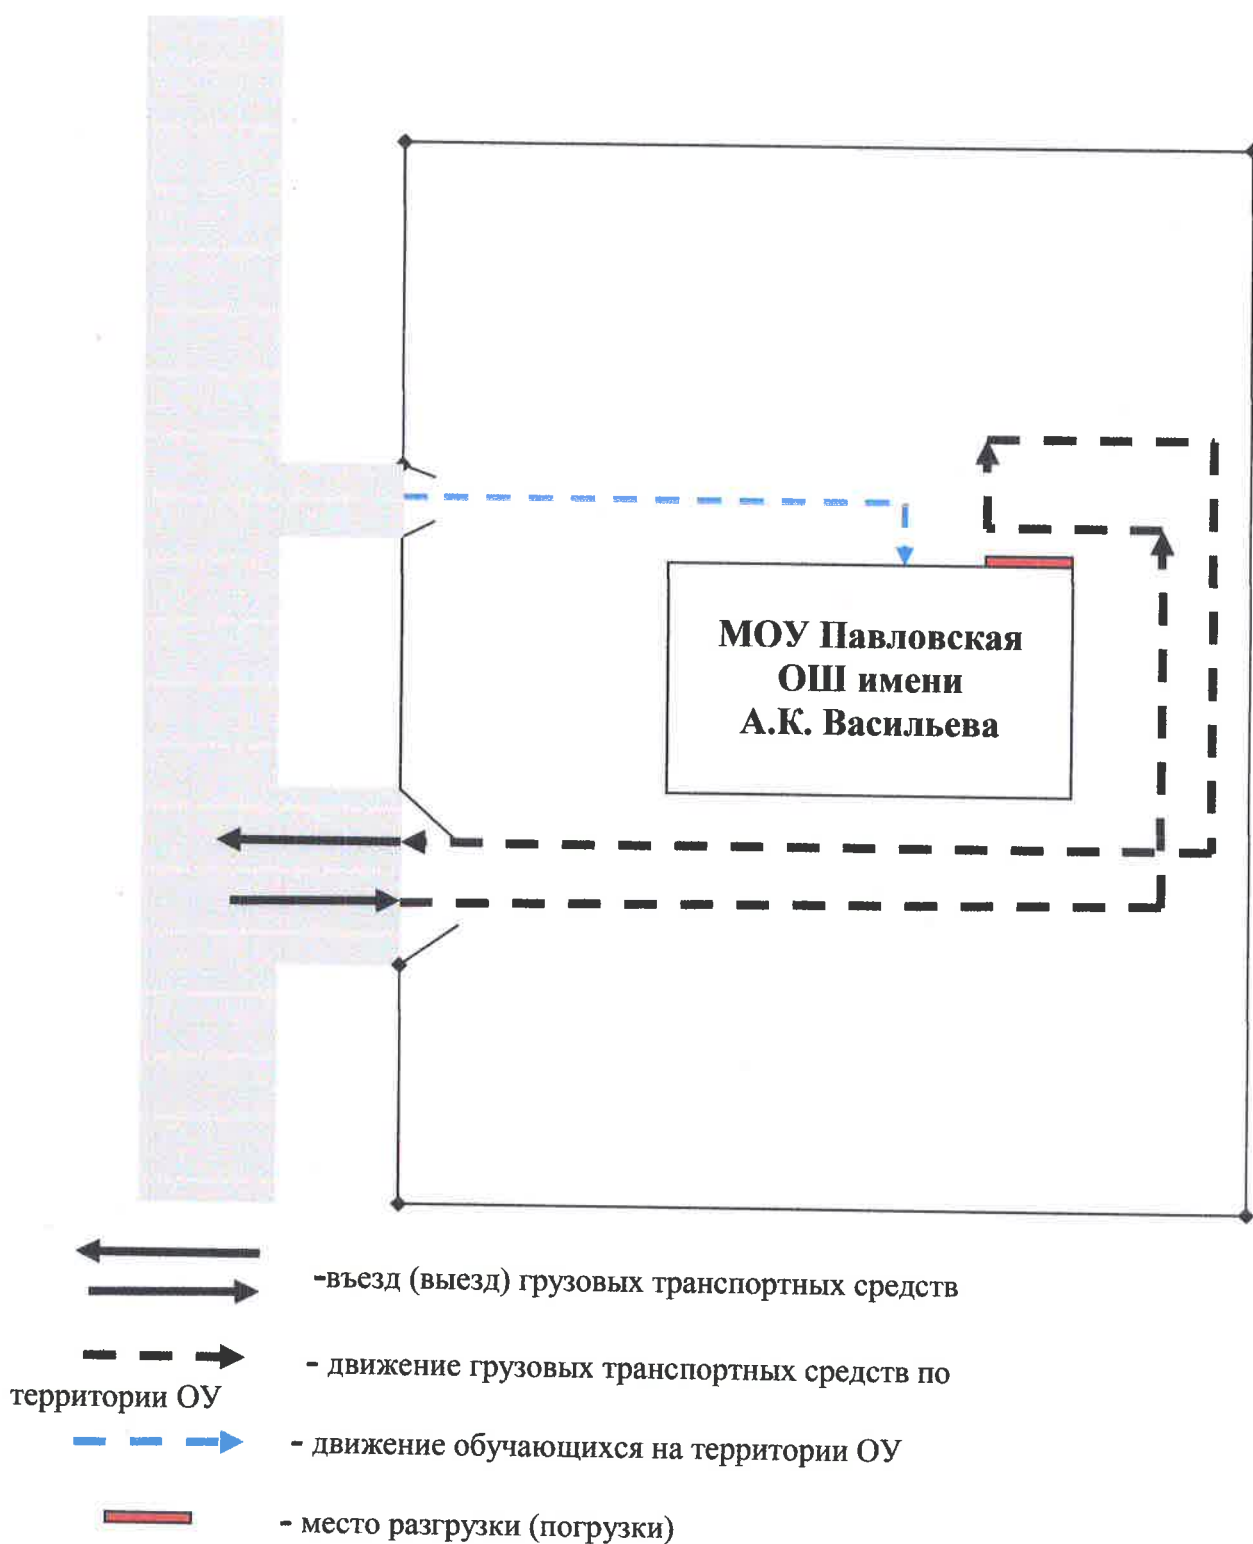 МОУ Павловская
ОШ имени
А.К. Васильева
-въезд (выезд) грузовых транспортных средств
- движение грузовых транспортных средств по
территории ОУ
- движение обучающихся на территории ОУ
- место разгрузки (погрузки)